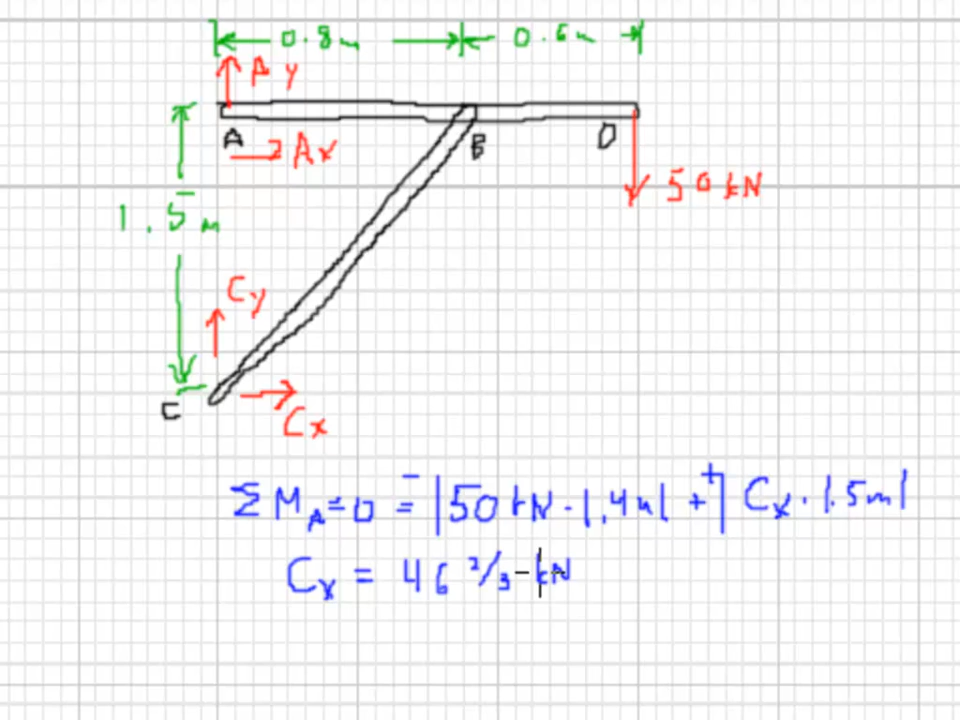 0.8m 0.6m
Ay
A Ax B D
50 kN
1.5m
Cy
C Cx
ΣM_A=0 = -|50 kN·1.4m| + +|Cx·1.5m|
Cx = 46 2/3 kN